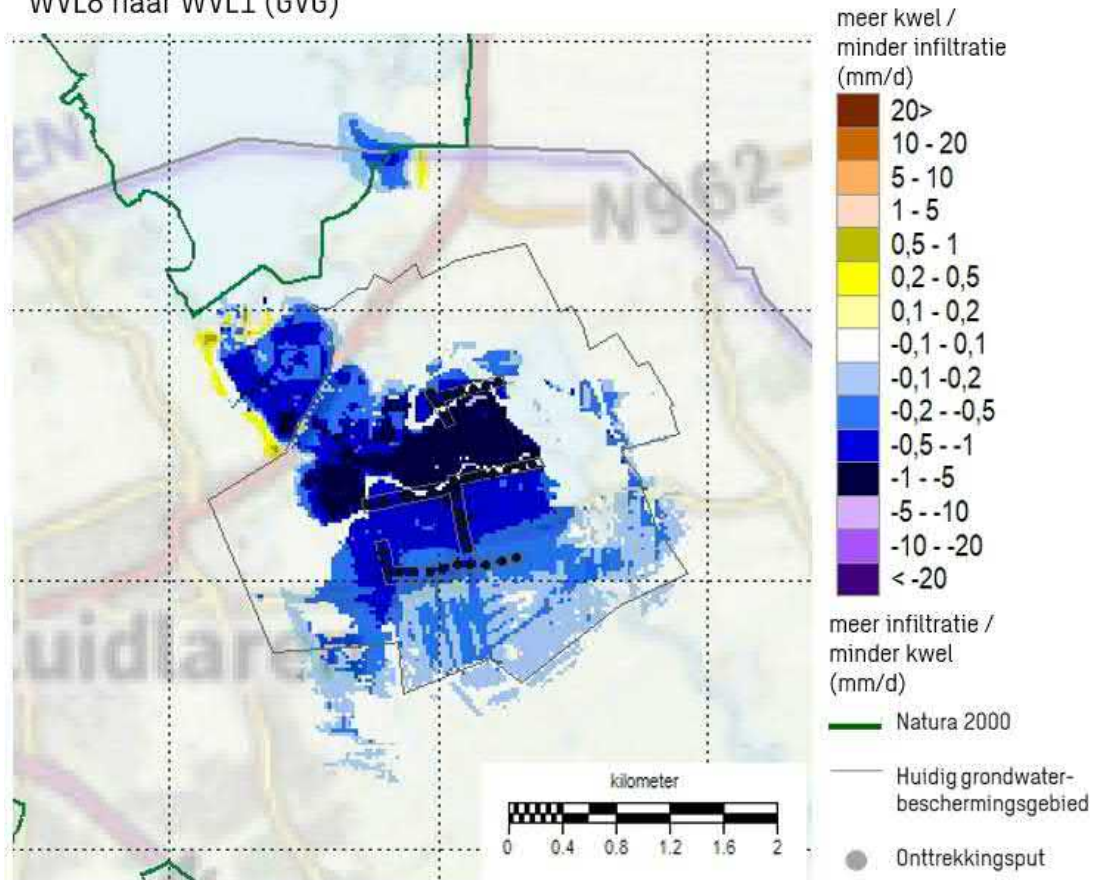 WVL8 naar WVL1 (GVG)
EN
N962
uidlare
kilometer
0 0.4 0.8 1.2 1.6 2
meer kwel /
minder infiltratie
(mm/d)
20>
10 - 20
5 - 10
1 - 5
0,5 - 1
0,2 - 0,5
0,1 - 0,2
-0,1 - 0,1
-0,1 -0,2
-0,2 - -0,5
-0,5 - -1
-1 - -5
-5 - -10
-10 - -20
< -20
meer infiltratie /
minder kwel
(mm/d)
Natura 2000
Huidig grondwater-
beschermingsgebied
Onttrekkingsput